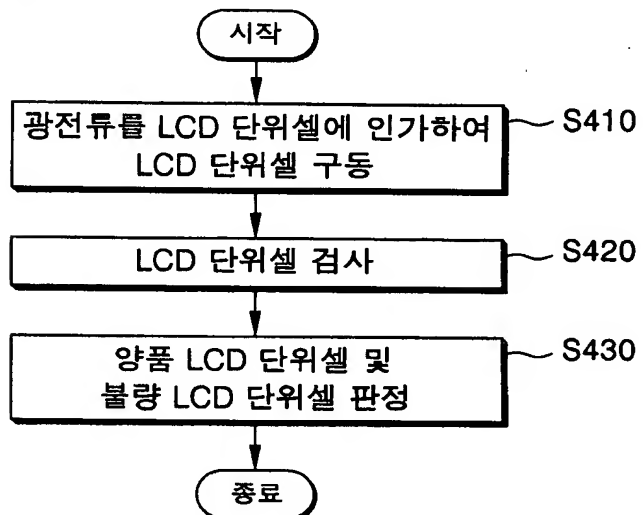 시작
광전류를 LCD 단위셀에 인가하여
LCD 단위셀 구동
S410
LCD 단위셀 검사
S420
양품 LCD 단위셀 및
불량 LCD 단위셀 판정
S430
종료